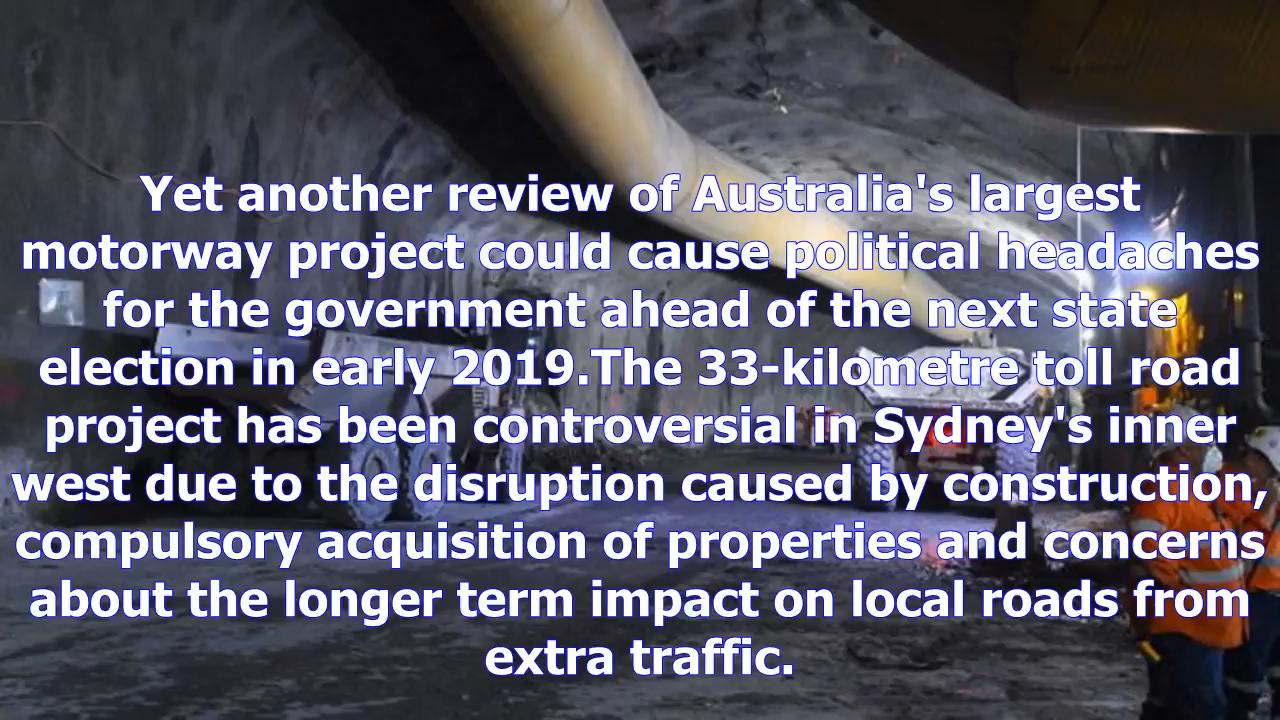 Yet another review of Australia's largest
motorway project could cause political headaches
for the government ahead of the next state
election in early 2019.The 33-kilometre toll road
project has been controversial in Sydney's inner
west due to the disruption caused by construction,
compulsory acquisition of properties and concerns
about the longer term impact on local roads from
extra traffic.